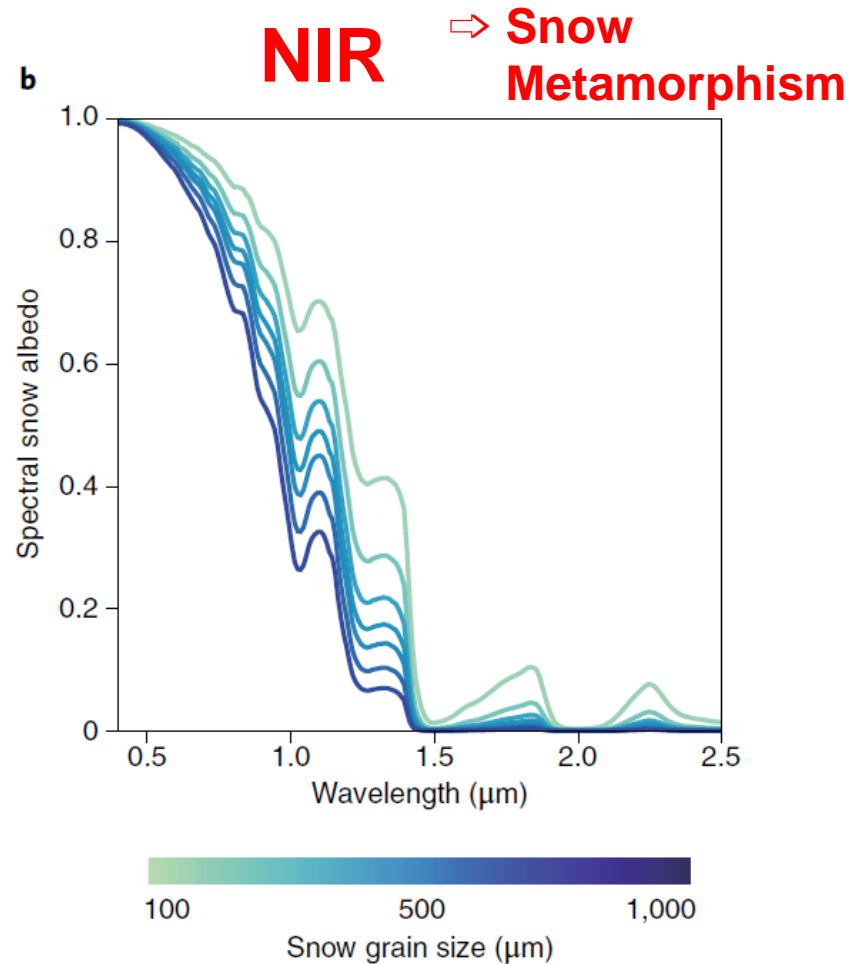 NIR
⇨ Snow
Metamorphism
b
1.0
0.8
0.6
0.4
0.2
0
Spectral snow albedo
0.5 1.0 1.5 2.0 2.5
Wavelength (μm)
100 500 1,000
Snow grain size (μm)